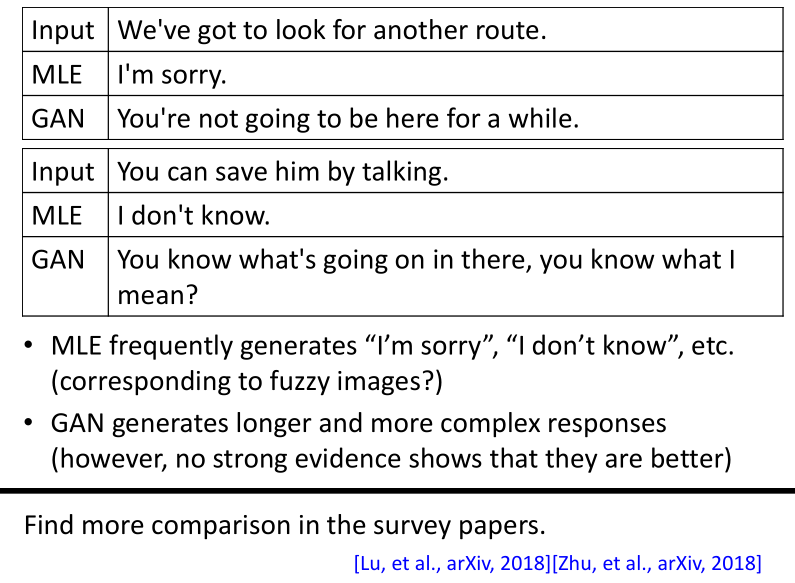 Input We've got to look for another route.
MLE I'm sorry.
GAN You're not going to be here for a while.
Input You can save him by talking.
MLE I don't know.
GAN You know what's going on in there, you know what I
mean?
• MLE frequently generates “I’m sorry”, “I don’t know”, etc.
(corresponding to fuzzy images?)
• GAN generates longer and more complex responses
(however, no strong evidence shows that they are better)
Find more comparison in the survey papers.
[Lu, et al., arXiv, 2018][Zhu, et al., arXiv, 2018]